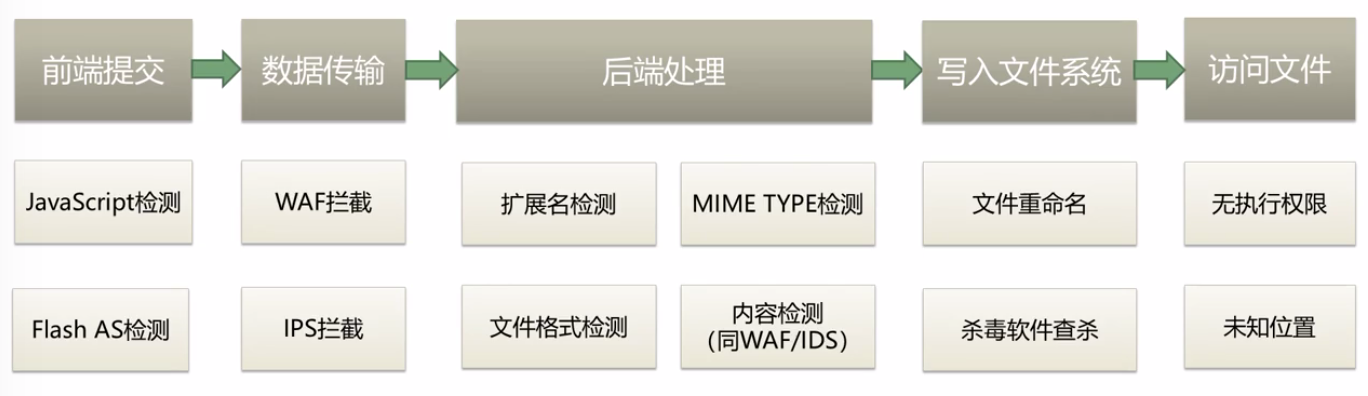 前端提交
数据传输
后端处理
写入文件系统
访问文件
JavaScript检测
WAF拦截
扩展名检测
MIME TYPE检测
文件重命名
无执行权限
Flash AS检测
IPS拦截
文件格式检测
内容检测
（同WAF/IDS）
杀毒软件查杀
未知位置